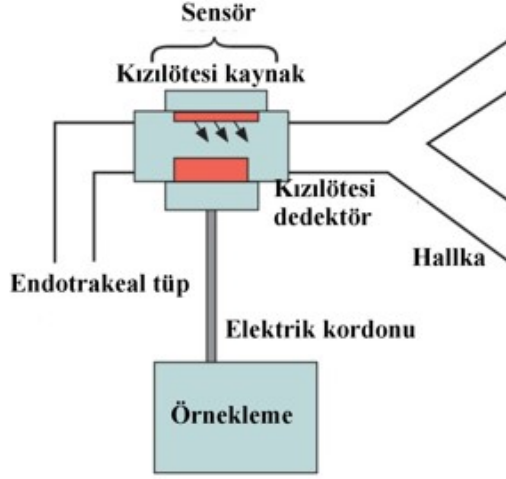 Sensör
Kızılötesi kaynak
Kızılötesi
dedektör
Hallka
Endotrakeal tüp
Elektrik kordonu
Örnekleme